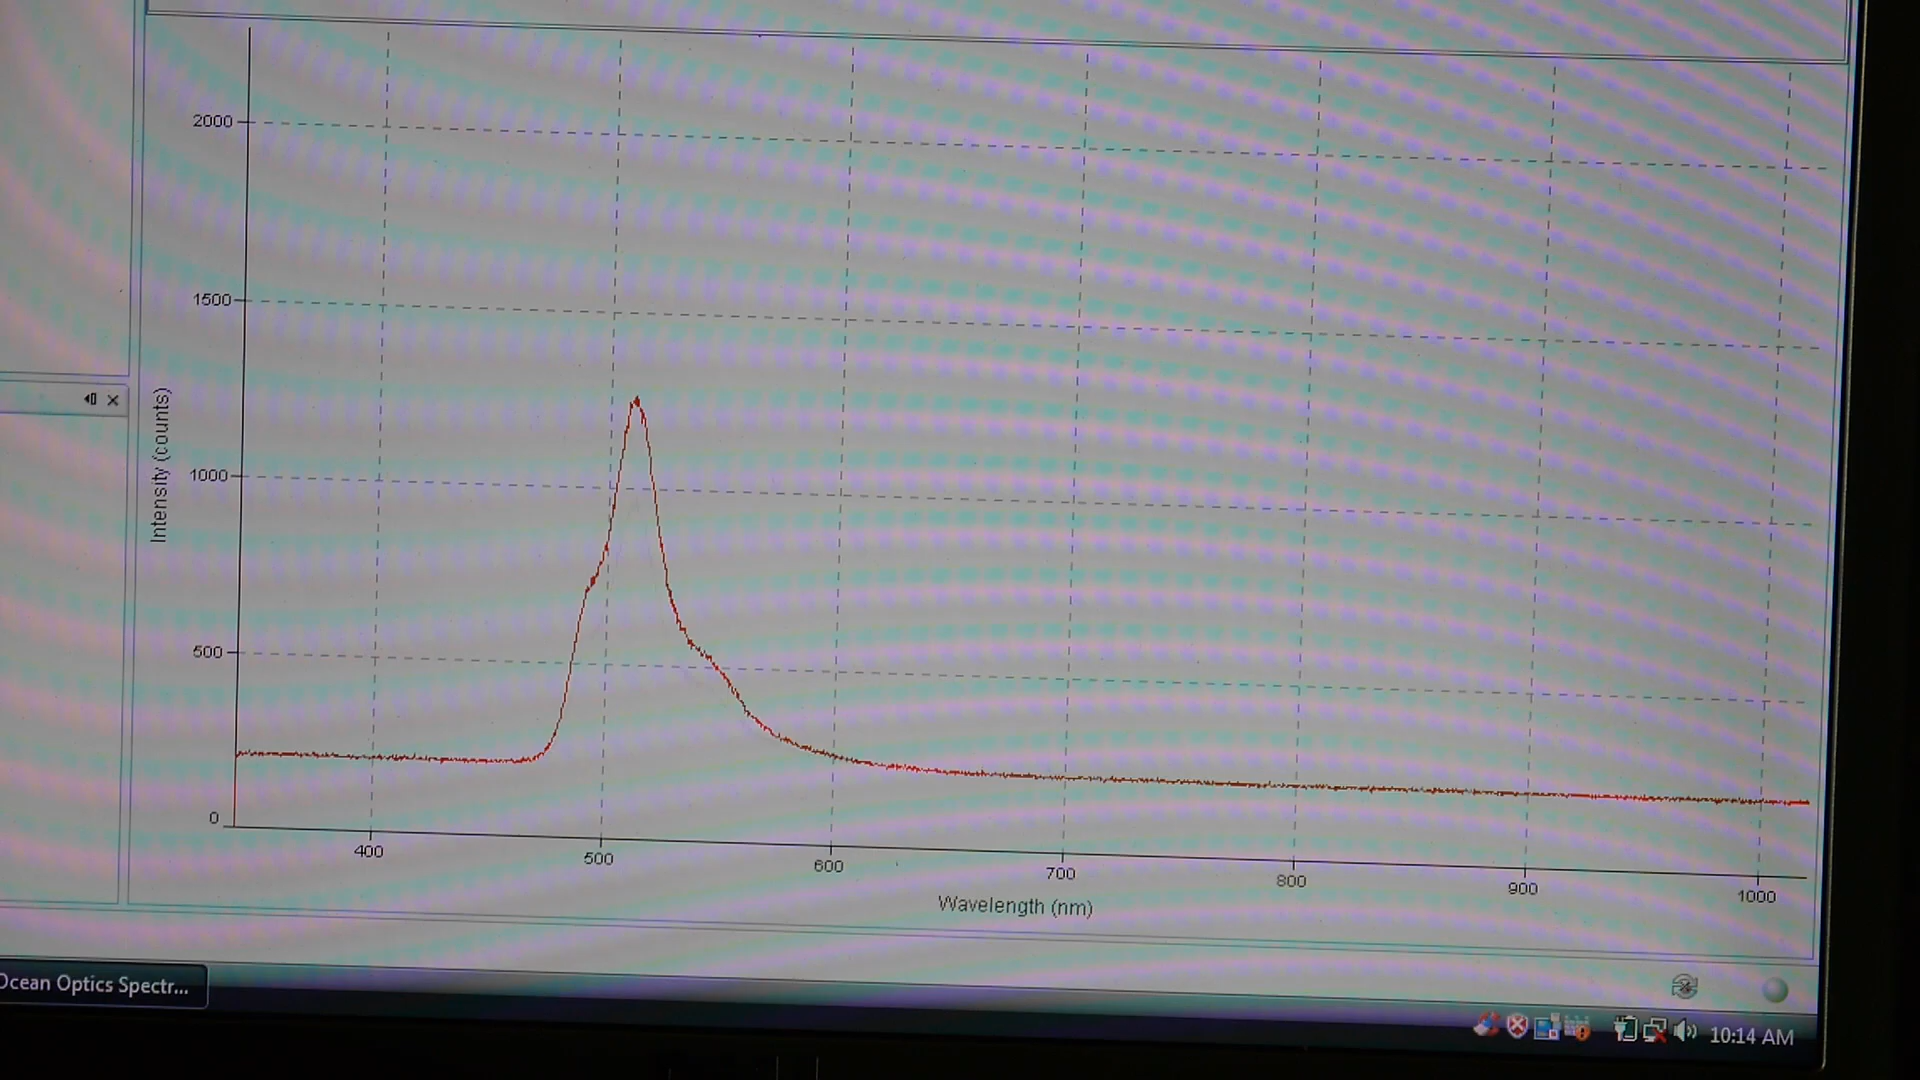 2000
1500
1000
500
0
Intensity (counts)
400 500 600 700 800 900 1000
Wavelength (nm)
Ocean Optics Spectr...
10:14 AM